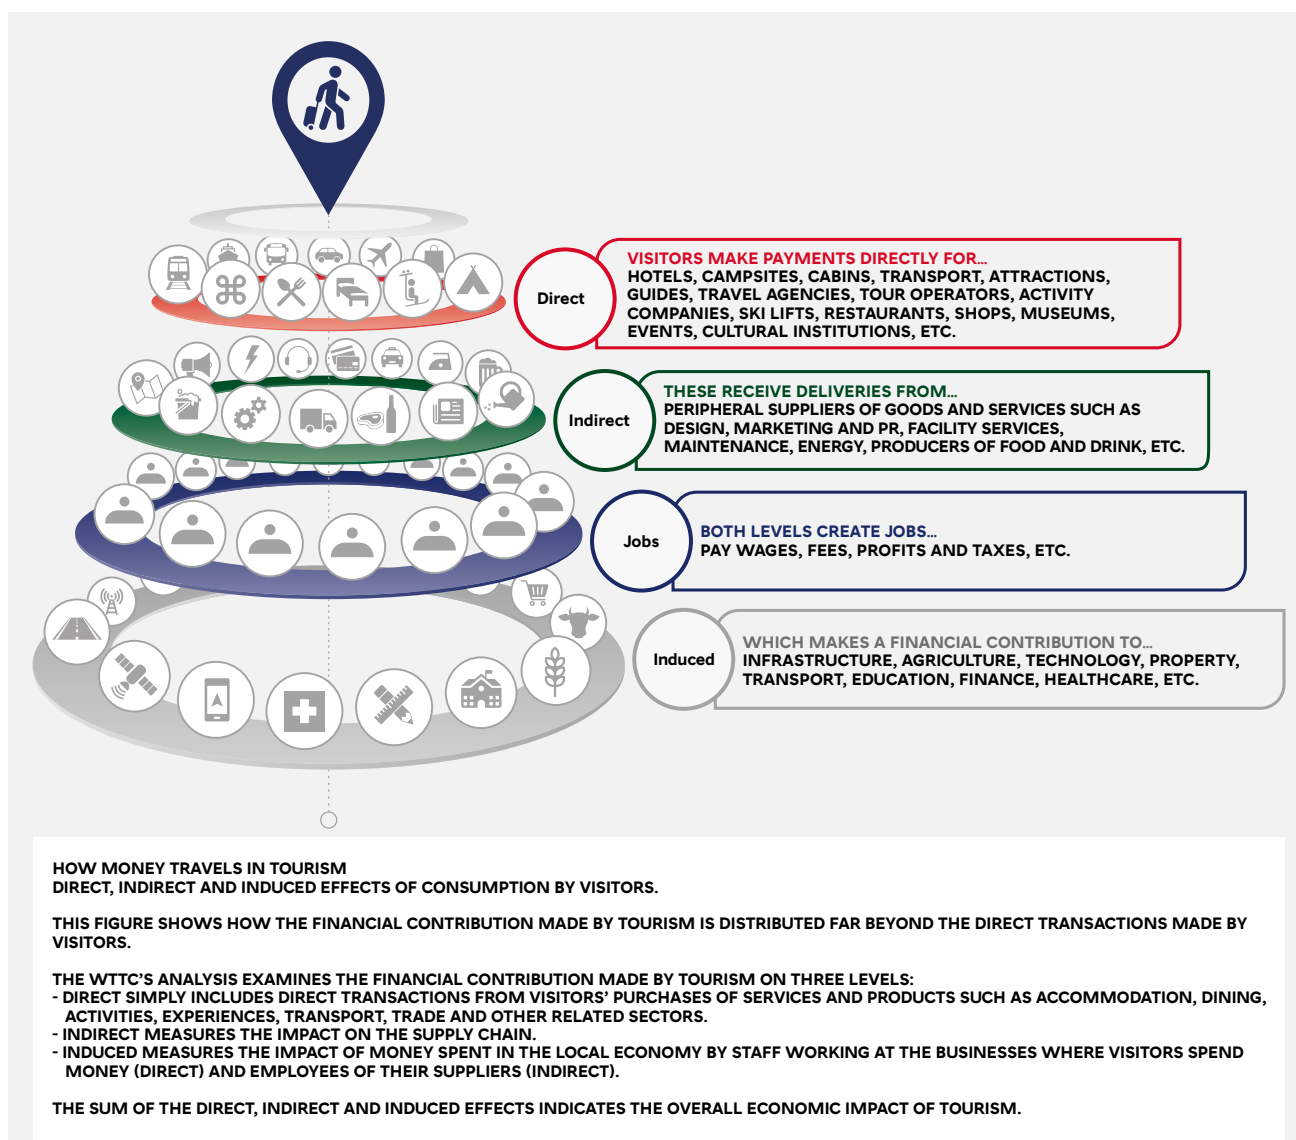 Direct
VISITORS MAKE PAYMENTS DIRECTLY FOR…
HOTELS, CAMPSITES, CABINS, TRANSPORT, ATTRACTIONS,
GUIDES, TRAVEL AGENCIES, TOUR OPERATORS, ACTIVITY
COMPANIES, SKI LIFTS, RESTAURANTS, SHOPS, MUSEUMS,
EVENTS, CULTURAL INSTITUTIONS, ETC.
Indirect
THESE RECEIVE DELIVERIES FROM…
PERIPHERAL SUPPLIERS OF GOODS AND SERVICES SUCH AS
DESIGN, MARKETING AND PR, FACILITY SERVICES,
MAINTENANCE, ENERGY, PRODUCERS OF FOOD AND DRINK, ETC.
Jobs
BOTH LEVELS CREATE JOBS…
PAY WAGES, FEES, PROFITS AND TAXES, ETC.
Induced
WHICH MAKES A FINANCIAL CONTRIBUTION TO…
INFRASTRUCTURE, AGRICULTURE, TECHNOLOGY, PROPERTY,
TRANSPORT, EDUCATION, FINANCE, HEALTHCARE, ETC.
HOW MONEY TRAVELS IN TOURISM
DIRECT, INDIRECT AND INDUCED EFFECTS OF CONSUMPTION BY VISITORS.
THIS FIGURE SHOWS HOW THE FINANCIAL CONTRIBUTION MADE BY TOURISM IS DISTRIBUTED FAR BEYOND THE DIRECT TRANSACTIONS MADE BY
VISITORS.
THE WTTC'S ANALYSIS EXAMINES THE FINANCIAL CONTRIBUTION MADE BY TOURISM ON THREE LEVELS:
- DIRECT SIMPLY INCLUDES DIRECT TRANSACTIONS FROM VISITORS' PURCHASES OF SERVICES AND PRODUCTS SUCH AS ACCOMMODATION, DINING,
ACTIVITIES, EXPERIENCES, TRANSPORT, TRADE AND OTHER RELATED SECTORS.
- INDIRECT MEASURES THE IMPACT ON THE SUPPLY CHAIN.
- INDUCED MEASURES THE IMPACT OF MONEY SPENT IN THE LOCAL ECONOMY BY STAFF WORKING AT THE BUSINESSES WHERE VISITORS SPEND
MONEY (DIRECT) AND EMPLOYEES OF THEIR SUPPLIERS (INDIRECT).
THE SUM OF THE DIRECT, INDIRECT AND INDUCED EFFECTS INDICATES THE OVERALL ECONOMIC IMPACT OF TOURISM.